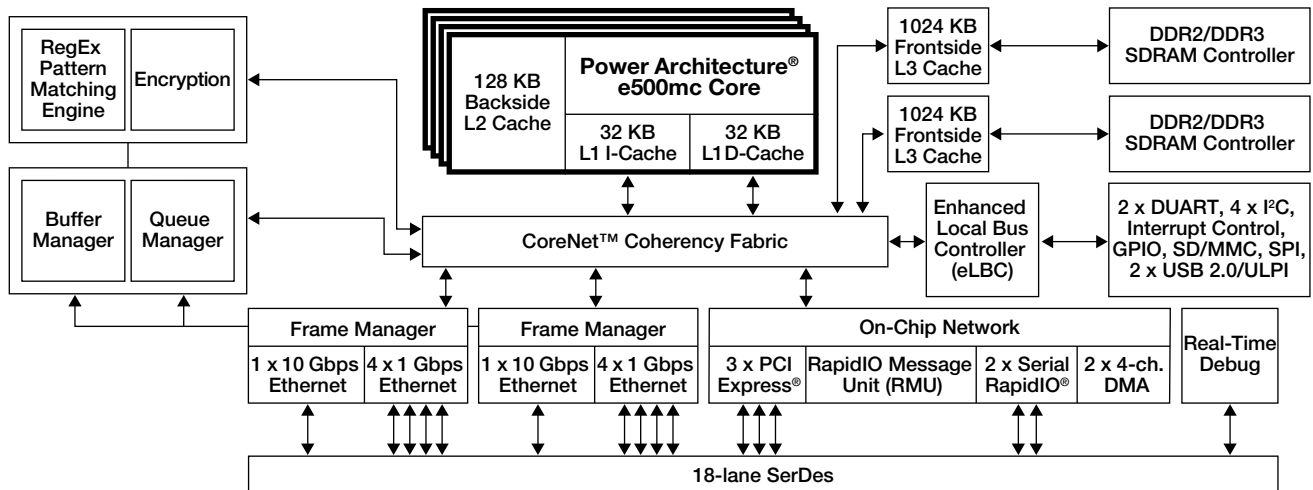 RegEx
Pattern
Matching
Engine
Encryption
128 KB
Backside
L2 Cache
Power Architecture®
e500mc Core
32 KB
L1 I-Cache
32 KB
L1D-Cache
1024 KB
Frontside
L3 Cache
DDR2/DDR3
SDRAM Controller
1024 KB
Frontside
L3 Cache
DDR2/DDR3
SDRAM Controller
Buffer
Manager
Queue
Manager
CoreNet™ Coherency Fabric
Enhanced
Local Bus
Controller
(eLBC)
2 x DUART, 4 x I²C,
Interrupt Control,
GPIO, SD/MMC, SPI,
2 x USB 2.0/ULPI
Frame Manager
1 x 10 Gbps
Ethernet
4 x 1 Gbps
Ethernet
Frame Manager
1 x 10 Gbps
Ethernet
4 x 1 Gbps
Ethernet
On-Chip Network
3 x PCI
Express®
RapidIO Message
Unit (RMU)
2 x Serial
RapidIO®
2 x 4-ch.
DMA
Real-Time
Debug
18-lane SerDes